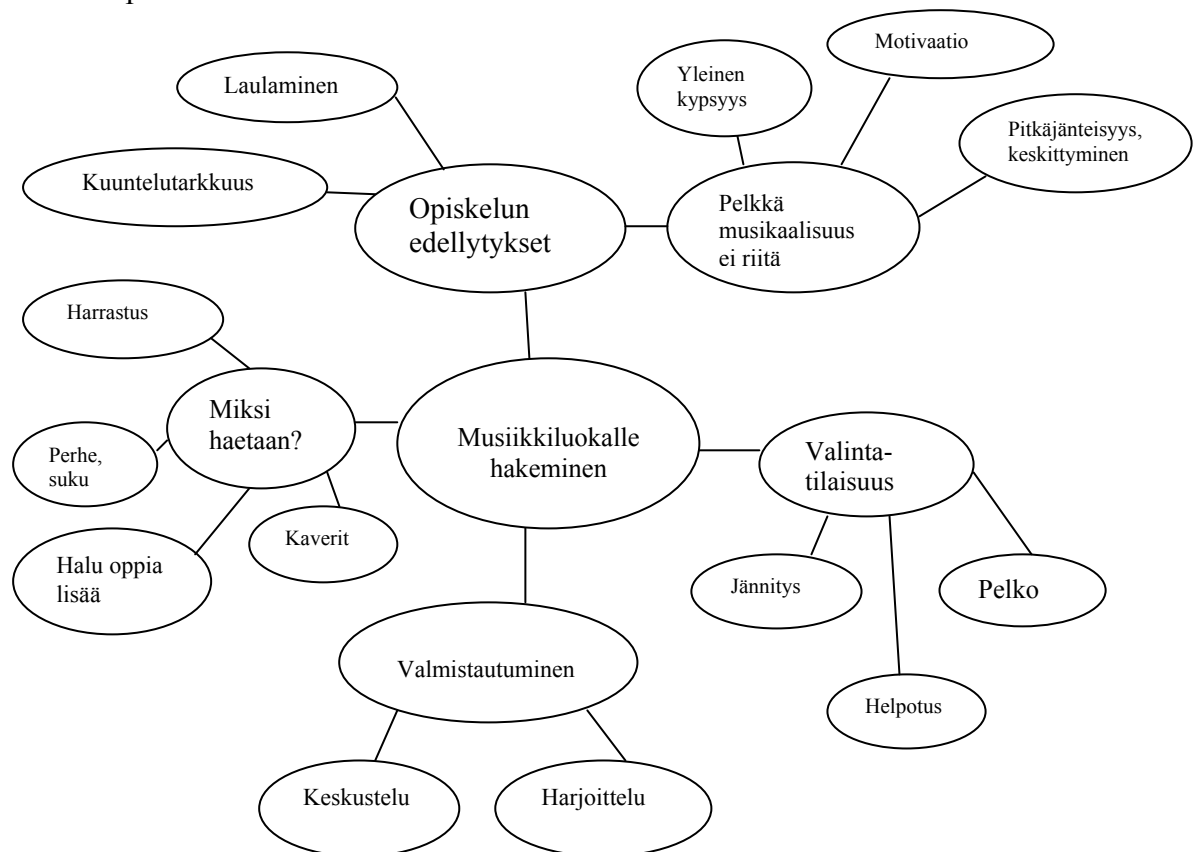 Motivaatio
Laulaminen
Yleinen
kypsyys
Pitkäjänteisyys,
keskittyminen
Kuuntelutarkkuus
Opiskelun
edellytykset
Pelkkä
musikaalisuus
ei riitä
Harrastus
Miksi
haetaan?
Musiikkiluokalle
hakeminen
Valinta-
tilaisuus
Perhe,
suku
Kaverit
Halu oppia
lisää
Jännitys
Pelko
Valmistautuminen
Helpotus
Keskustelu
Harjoittelu